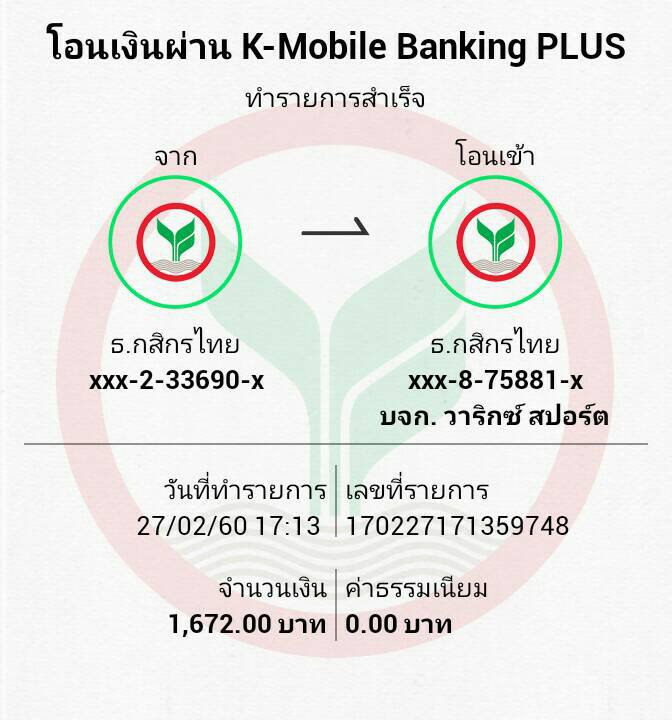 โอนเงินผ่าน K-Mobile Banking PLUS
ทำรายการสำเร็จ
จาก
โอนเข้า
ธ.กสิกรไทย
xxx-2-33690-x
ธ.กสิกรไทย
xxx-8-75881-x
บจก. วาริกซ์ สปอร์ต
วันที่ทำรายการ
27/02/60 17:13
เลขที่รายการ
170227171359748
จำนวนเงิน
1,672.00 บาท
ค่าธรรมเนียม
0.00 บาท